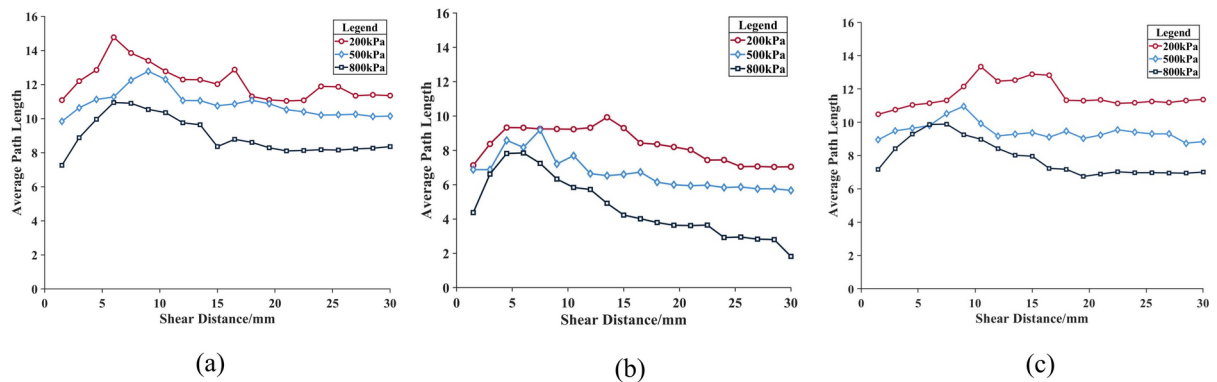 16
14
12
10
8
6
4
2
0
Average Path Length
Legend
200kPa
500kPa
800kPa
0 5 10 15 20 25 30
Shear Distance/mm
(a)
16
14
12
10
8
6
4
2
0
Average Path Length
Legend
200kPa
500kPa
800kPa
0 5 10 15 20 25 30
Shear Distance/mm
(b)
16
14
12
10
8
6
4
2
0
Average Path Length
Legend
200kPa
500kPa
800kPa
0 5 10 15 20 25 30
Shear Distance/mm
(c)